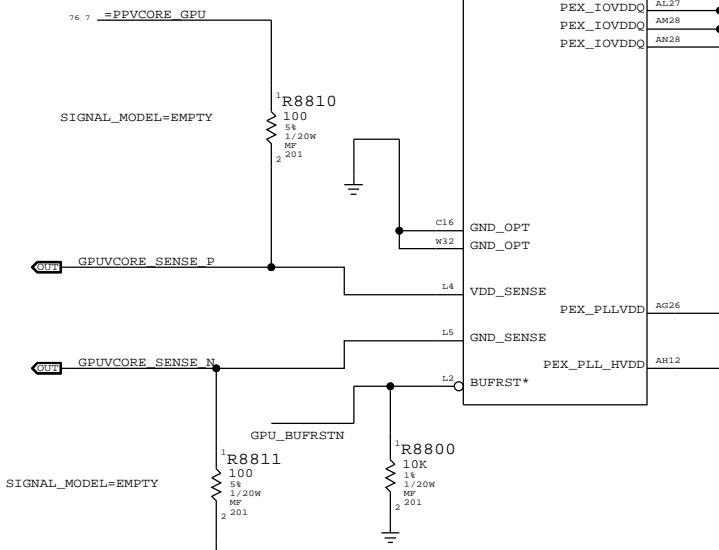 PEX_IOVDDQ AL27
PEX_IOVDDQ AM28
PEX_IOVDDQ AN28
76 7 =PPVCORE_GPU
SIGNAL_MODEL=EMPTY
1
R8810
100
5%
1/20W
MF
201
2
C16 GND_OPT
W32 GND_OPT
OUT GPUVCORE_SENSE_P
L4 VDD_SENSE
PEX_PLLVDD AG26
L5 GND_SENSE
OUT GPUVCORE_SENSE_N
PEX_PLL_HVDD AH12
L2 BUFRST*
GPU_BUFRSTN
1
R8811
100
5%
1/20W
MF
201
2
SIGNAL_MODEL=EMPTY
1
R8800
10K
1%
1/20W
MF
201
2